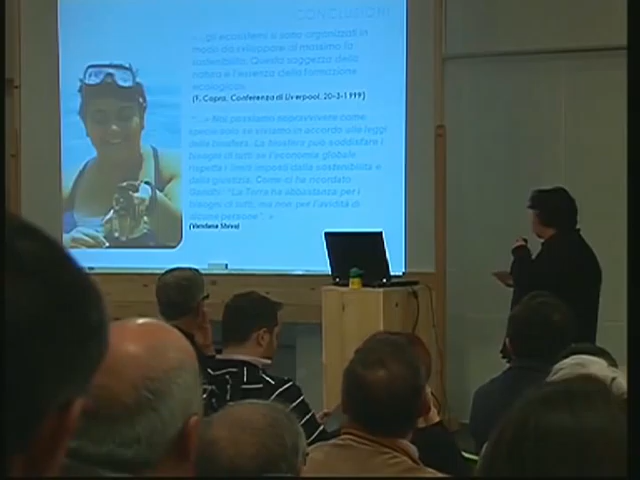 CONCLUSIONI
"...gli ecosistemi si sono organizzati in
modo da sviluppare al massimo la
sostenibilità. Questa saggezza della
natura è l'essenza della formazione
ecologica".
(F. Capra, Conferenza di Liverpool, 20-3-1999)
"...« Noi possiamo sopravvivere come
specie solo se viviamo in accordo alle leggi
della biosfera. La biosfera può soddisfare i
bisogni di tutti se l'economia globale
rispetta i limiti imposti dalla sostenibilità e
dalla giustizia. Come ci ha ricordato
Gandhi: "La Terra ha abbastanza per i
bisogni di tutti, ma non per l'avidità di
alcune persone". »
(Vandana Shiva)